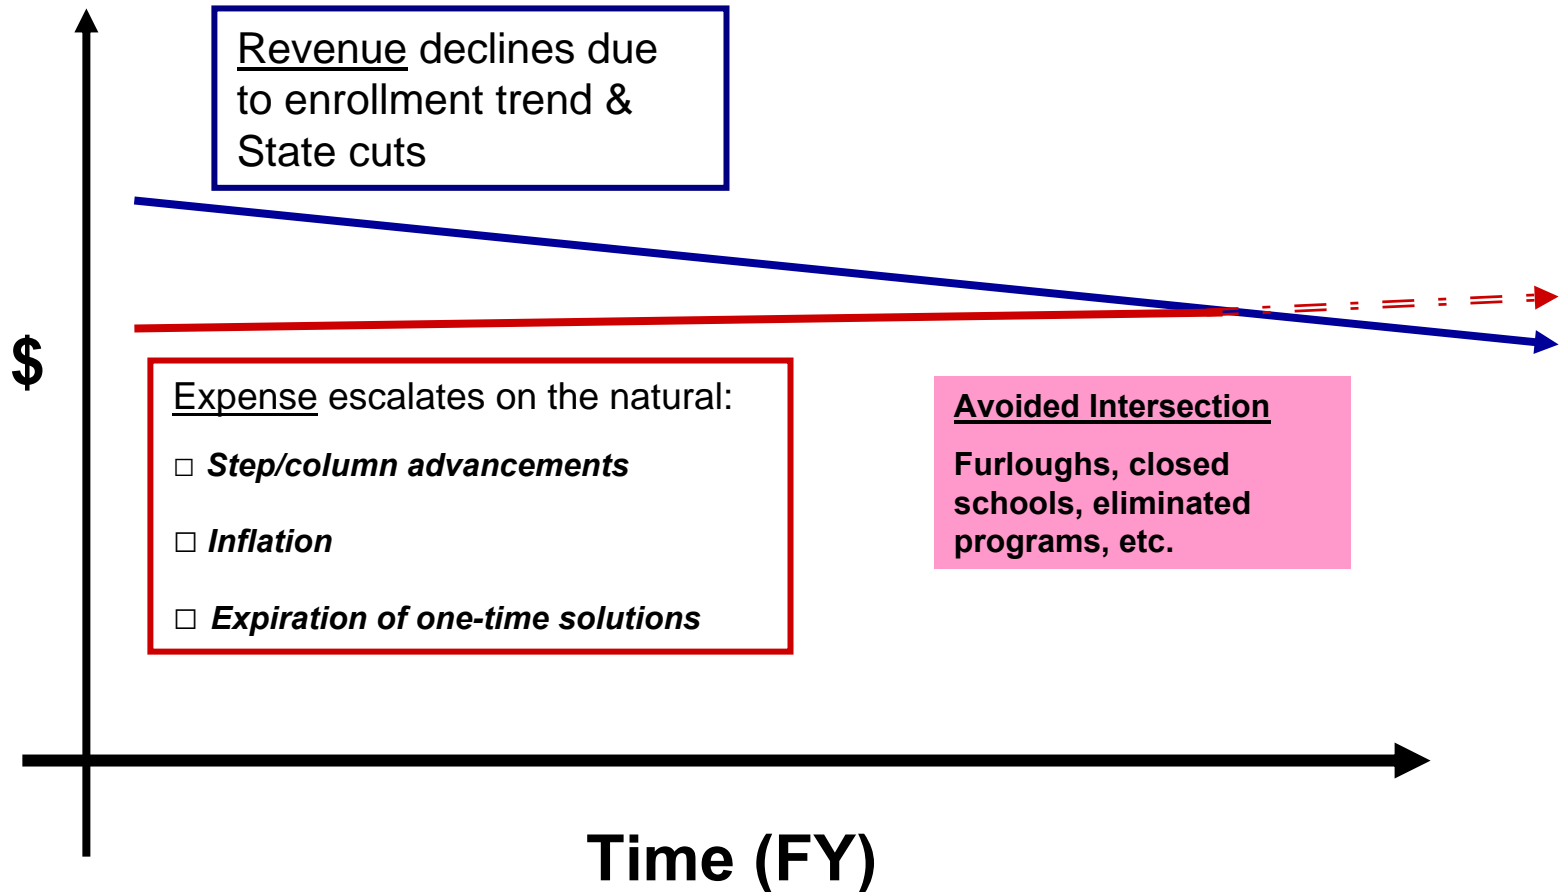 Revenue declines due
to enrollment trend &
State cuts
$
Expense escalates on the natural:
□ Step/column advancements
□ Inflation
□ Expiration of one-time solutions
Avoided Intersection
Furloughs, closed
schools, eliminated
programs, etc.
Time (FY)